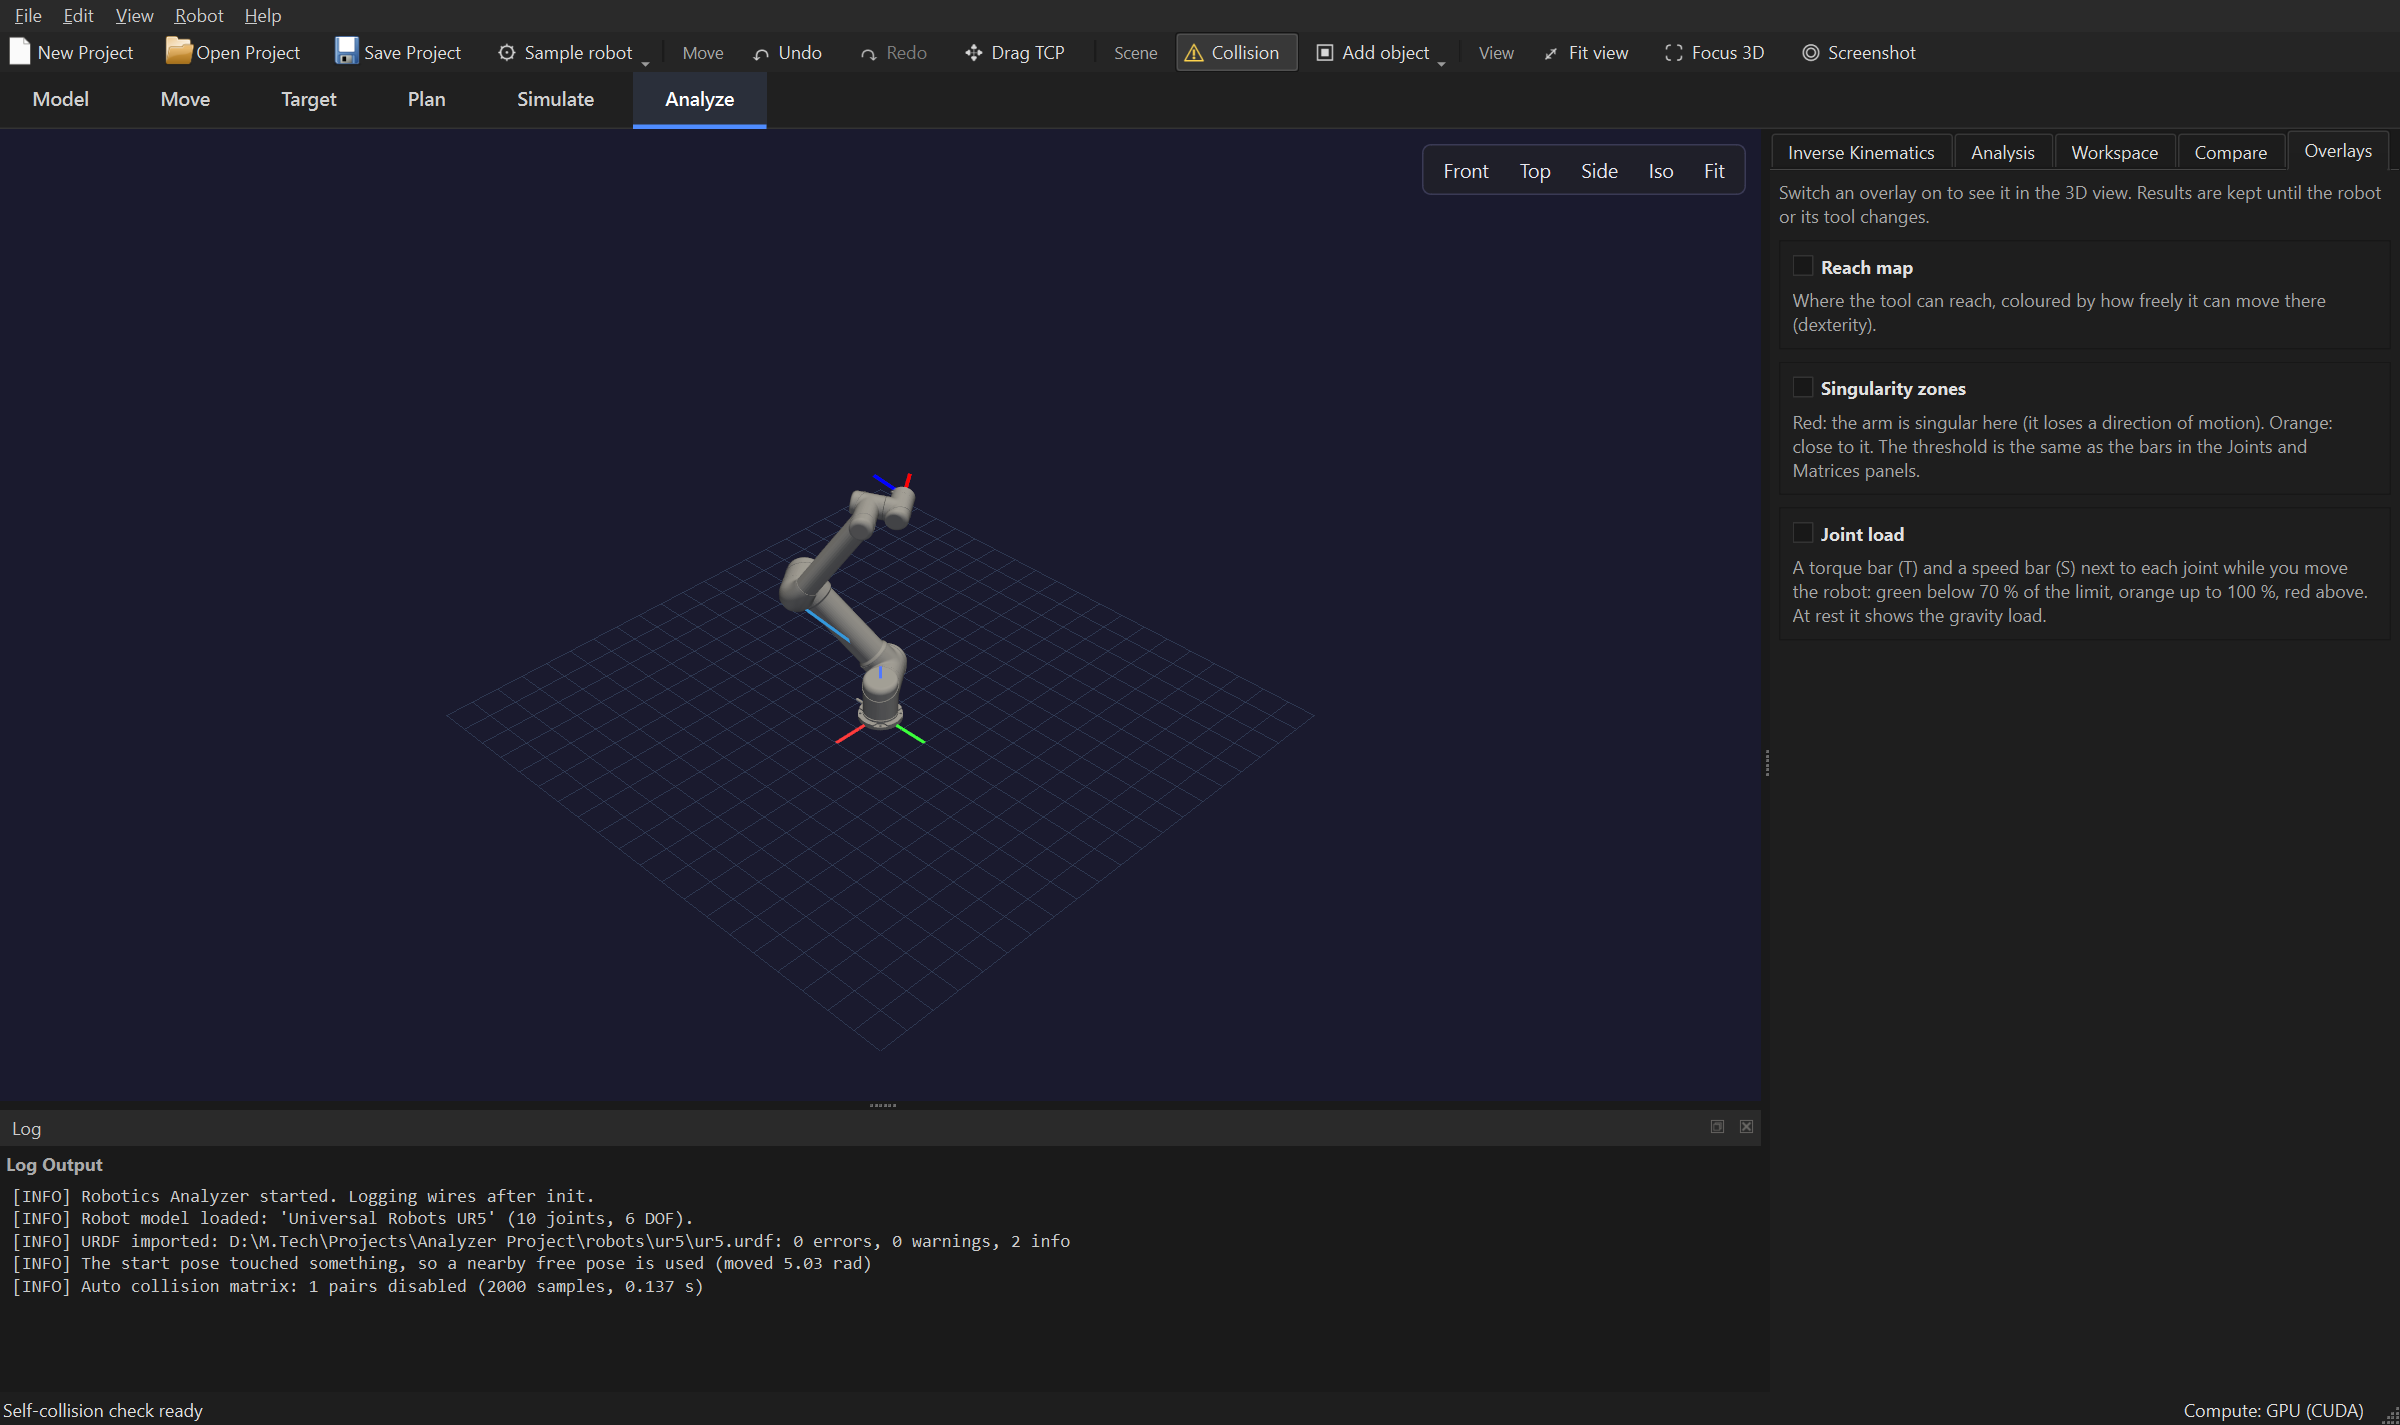 File Edit View Robot Help
New Project Open Project Save Project Sample robot Move Undo Redo Drag TCP Scene Collision Add object View Fit view Focus 3D Screenshot
Model Move Target Plan Simulate Analyze
Front Top Side Iso Fit
Inverse Kinematics Analysis Workspace Compare Overlays
Switch an overlay on to see it in the 3D view. Results are kept until the robot
or its tool changes.
Reach map
Where the tool can reach, coloured by how freely it can move there
(dexterity).
Singularity zones
Red: the arm is singular here (it loses a direction of motion). Orange:
close to it. The threshold is the same as the bars in the Joints and
Matrices panels.
Joint load
A torque bar (T) and a speed bar (S) next to each joint while you move
the robot: green below 70 % of the limit, orange up to 100 %, red above.
At rest it shows the gravity load.
Log
Log Output
[INFO] Robotics Analyzer started. Logging wires after init.
[INFO] Robot model loaded: 'Universal Robots UR5' (10 joints, 6 DOF).
[INFO] URDF imported: D:\M.Tech\Projects\Analyzer Project\robots\ur5\ur5.urdf: 0 errors, 0 warnings, 2 info
[INFO] The start pose touched something, so a nearby free pose is used (moved 5.03 rad)
[INFO] Auto collision matrix: 1 pairs disabled (2000 samples, 0.137 s)
Self-collision check ready
Compute: GPU (CUDA)